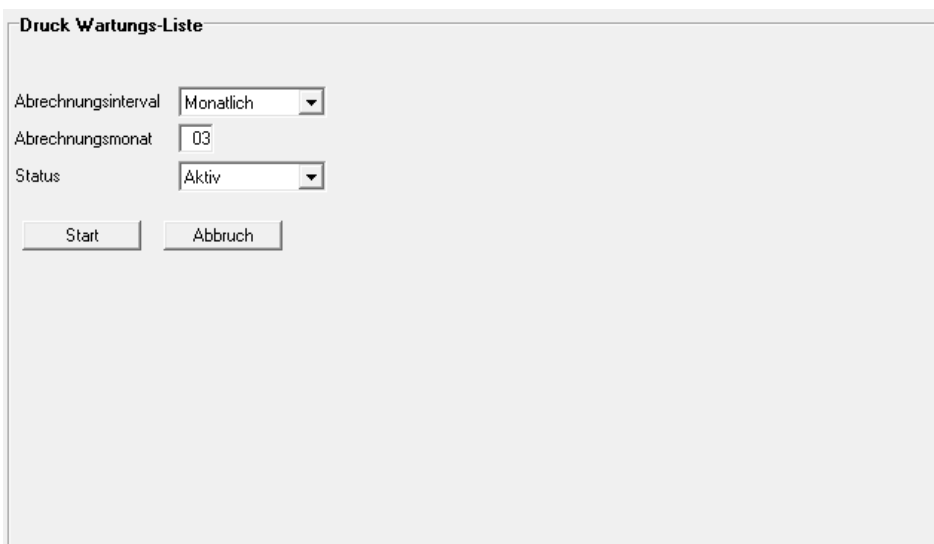 Druck Wartungs-Liste
Abrechnungsinterval Monatlich
Abrechnungsmonat 03
Status Aktiv
Start Abbruch